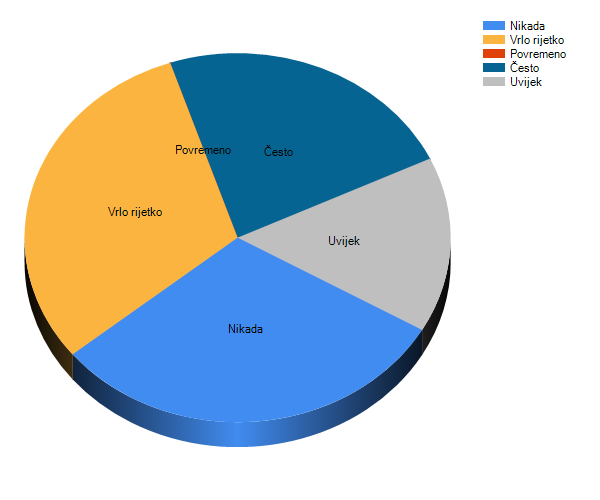 Nikada
Vrlo rijetko
Povremeno
Često
Uvijek
Povremeno
Često
Vrlo rijetko
Uvijek
Nikada